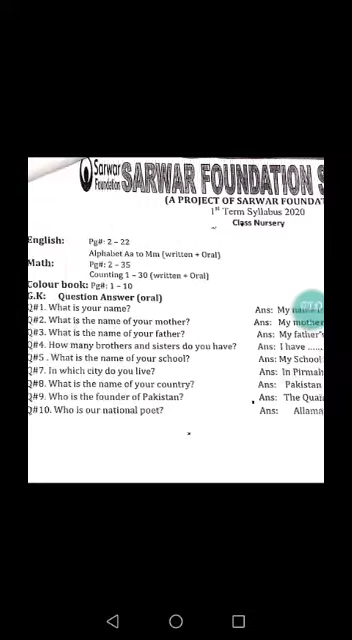 Sarwar Foundation SARWAR FOUNDATION S
(A PROJECT OF SARWAR FOUNDAT
1st Term Syllabus 2020
Class Nursery
English: Pg#: 2 – 22
Alphabet Aa to Mm (written + Oral)
Math: Pg#: 2 – 35
Counting 1 – 30 (written + Oral)
Colour book: Pg#: 1 – 10
G.K: Question Answer (oral)
Q#1. What is your name? Ans: My name is
Q#2. What is the name of your mother? Ans: My mother
Q#3. What is the name of your father? Ans: My father's
Q#4. How many brothers and sisters do you have? Ans: I have ......
Q#5 . What is the name of your school? Ans: My School
Q#7. In which city do you live? Ans: In Pirmah
Q#8. What is the name of your country? Ans: Pakistan
Q#9. Who is the founder of Pakistan? Ans: The Quai
Q#10. Who is our national poet? Ans: Allama